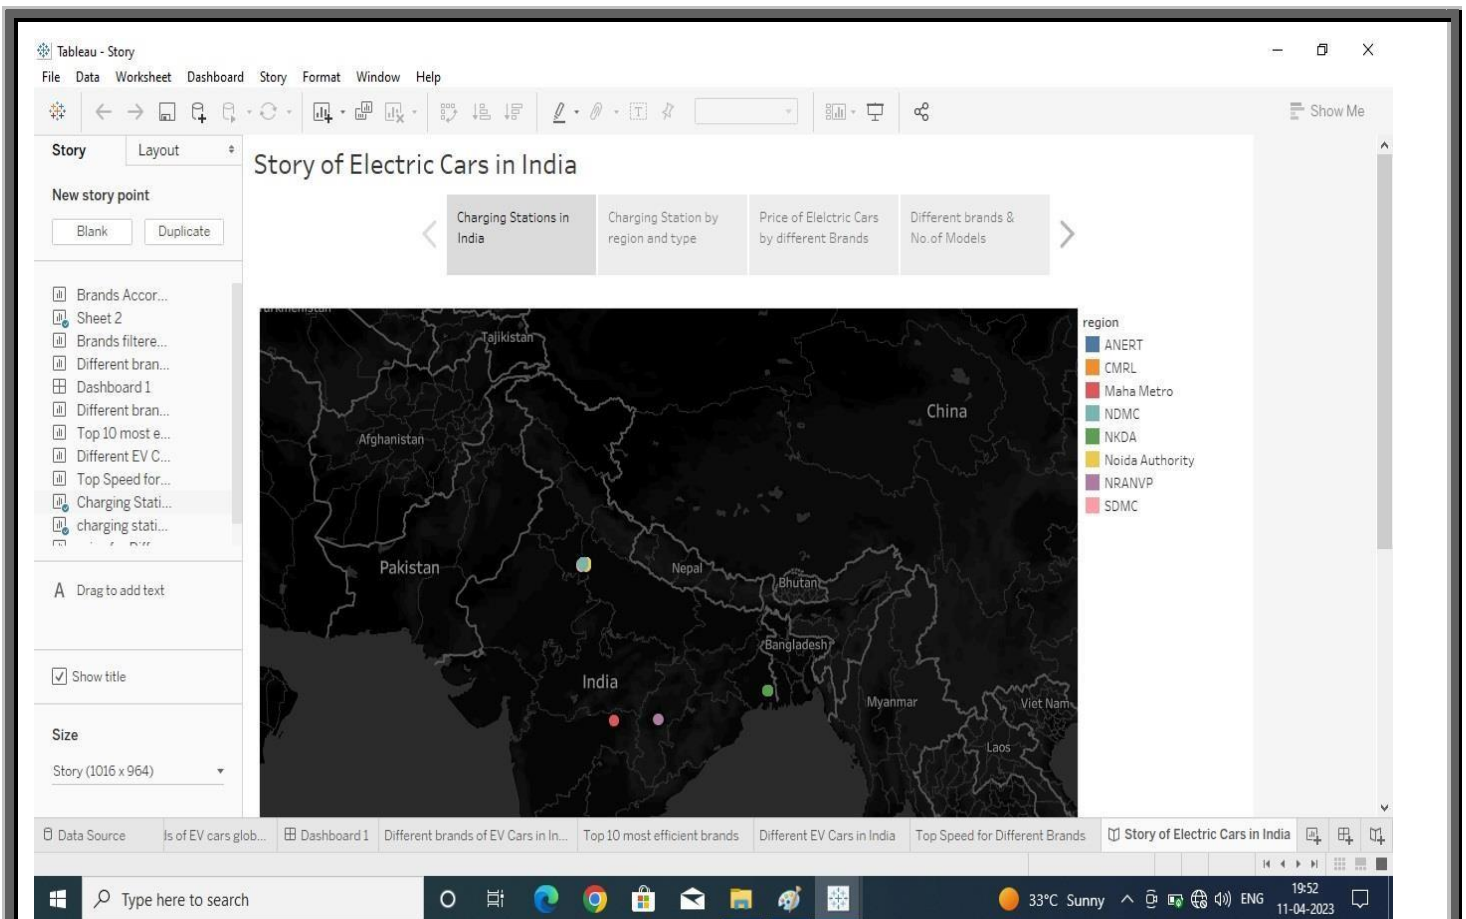 Tableau - Story
File Data Worksheet Dashboard Story Format Window Help
Show Me
Story Layout
New story point
Blank Duplicate
Brands Accor...
Sheet 2
Brands filtere...
Different bran...
Dashboard 1
Different bran...
Top 10 most e...
Different EV C...
Top Speed for...
Charging Stati...
charging stati...
A Drag to add text
Show title
Size
Story (1016 x 964)
Story of Electric Cars in India
Charging Stations in
India
Charging Station by
region and type
Price of Elelctric Cars
by different Brands
Different brands &
No.of Models
Tajikistan
China
Afghanistan
Pakistan
Nepal
Bhutan
Bangladesh
India
Myanmar
Viet Nam
Laos
region
ANERT
CMRL
Maha Metro
NDMC
NKDA
Noida Authority
NRANVP
SDMC
Data Source ls of EV cars glob... Dashboard 1 Different brands of EV Cars in In... Top 10 most efficient brands Different EV Cars in India Top Speed for Different Brands Story of Electric Cars in India
Type here to search
33°C Sunny ENG
19:52
11-04-2023